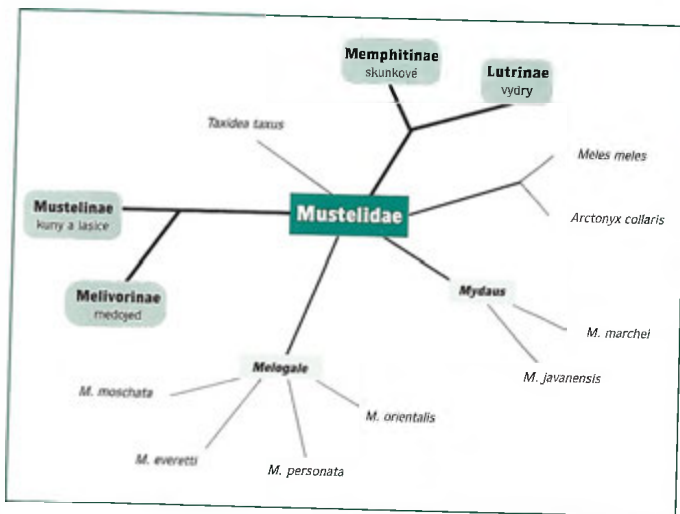 Memphitinae
skunkové
Lutrinae
vydry
Taxidea taxus
Meles meles
Mustelinae
kuny a lasice
Mustelidae
Arctonyx collaris
Melivorinae
medojed
Mydaus
M. marchei
M. javanensis
Melogale
M. moschata
M. orientalis
M. everetti
M. personata